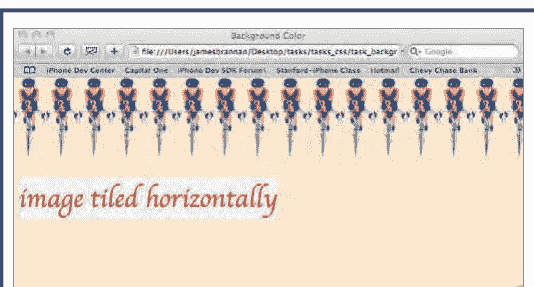 Background Color
file:///Users/jamesbrannan/Desktop/tasks/tasks_css/task_backgr
Google
iPhone Dev Center Capital One iPhone Dev SDK Forum Stanford-iPhone Class Hotmail Chevy Chase Bank
image tiled horizontally